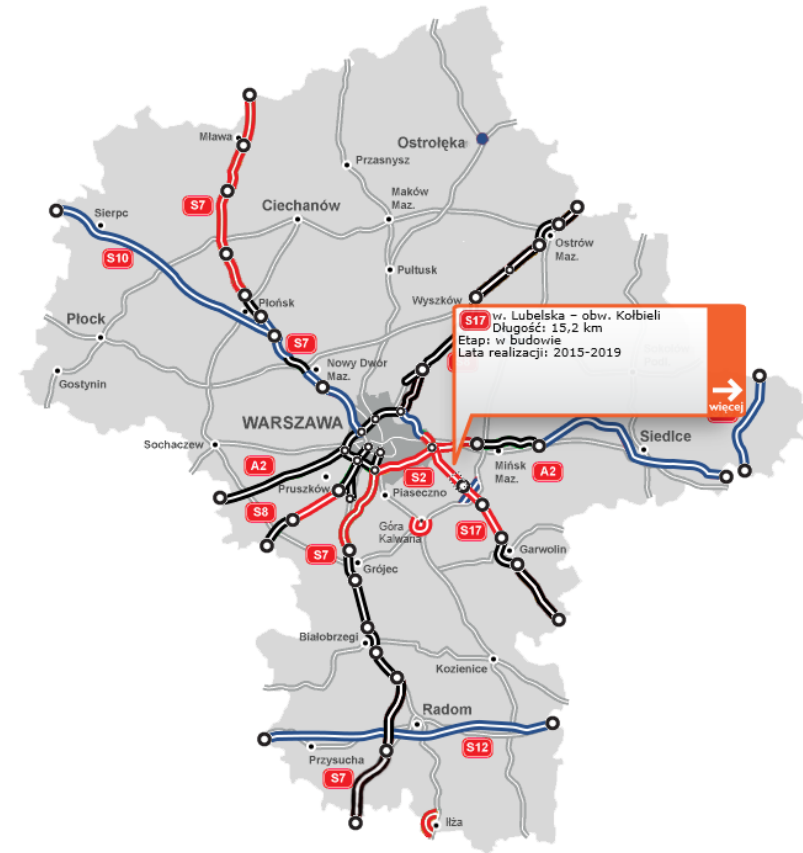 Mława
Ostrołęka
Przasnysz
S7
Ciechanów
Maków
Maz.
Sierpc
S10
Ostrów
Maz.
Pułtusk
Płońsk
Wyszków
Płock
S7
S17 w. Lubelska – obw. Kołbieli
Długość: 15,2 km
Etap: w budowie
Lata realizacji: 2015-2019
więcej
Nowy Dwór
Maz.
Gostynin
WARSZAWA
Sochaczew
Siedlce
A2
Mińsk
Maz.
A2
S2
Pruszków
Piaseczno
S8
Góra
Kalwaria
S17
S7
Grójec
Garwolin
Białobrzegi
Kozienice
Radom
S12
Przysucha
S7
Iłża